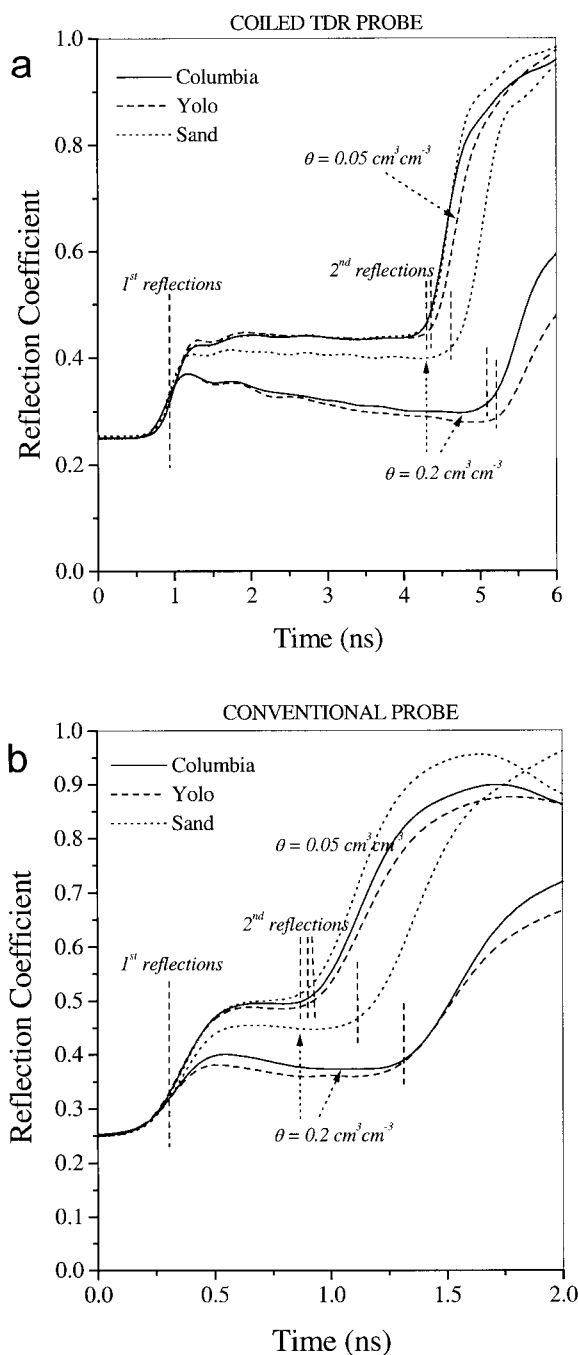 COILED TDR PROBE
a
Columbia
Yolo
Sand
θ = 0.05 cm³cm⁻³
1st reflections
2nd reflections
θ = 0.2 cm³cm⁻³
Reflection Coefficient
1.0
0.8
0.6
0.4
0.2
0.0
0 1 2 3 4 5 6
Time (ns)
CONVENTIONAL PROBE
b
Columbia
Yolo
Sand
θ = 0.05 cm³cm³
2nd reflections
1st reflections
θ = 0.2 cm³cm⁻³
Reflection Coefficient
1.0
0.9
0.8
0.7
0.6
0.5
0.4
0.3
0.2
0.1
0.0
0.0 0.5 1.0 1.5 2.0
Time (ns)